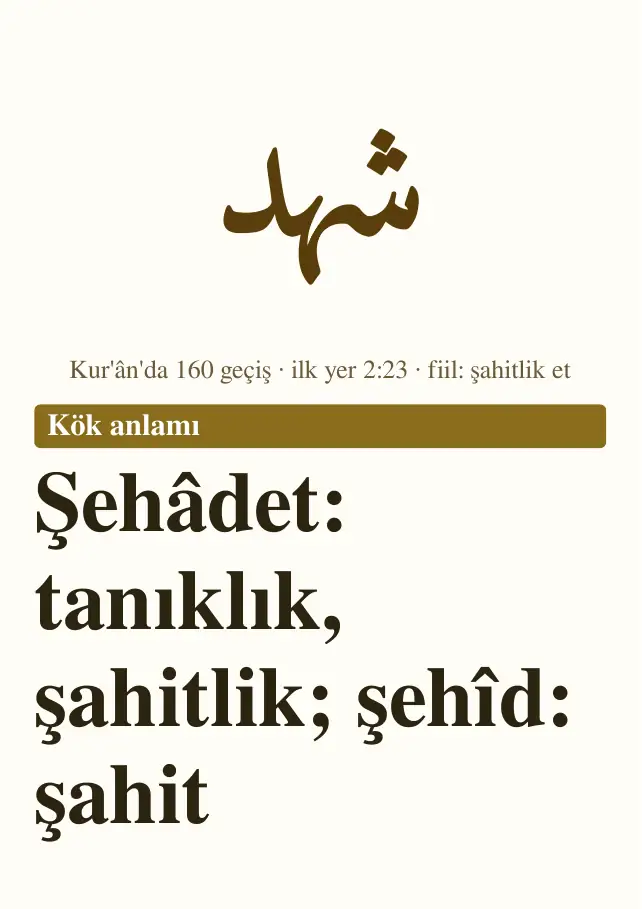 شهد
Kur'ân'da 160 geçiş · ilk yer 2:23 · fiil: şahitlik et
Kök anlamı
Şehâdet:
tanıklık,
şahitlik; şehîd:
şahit